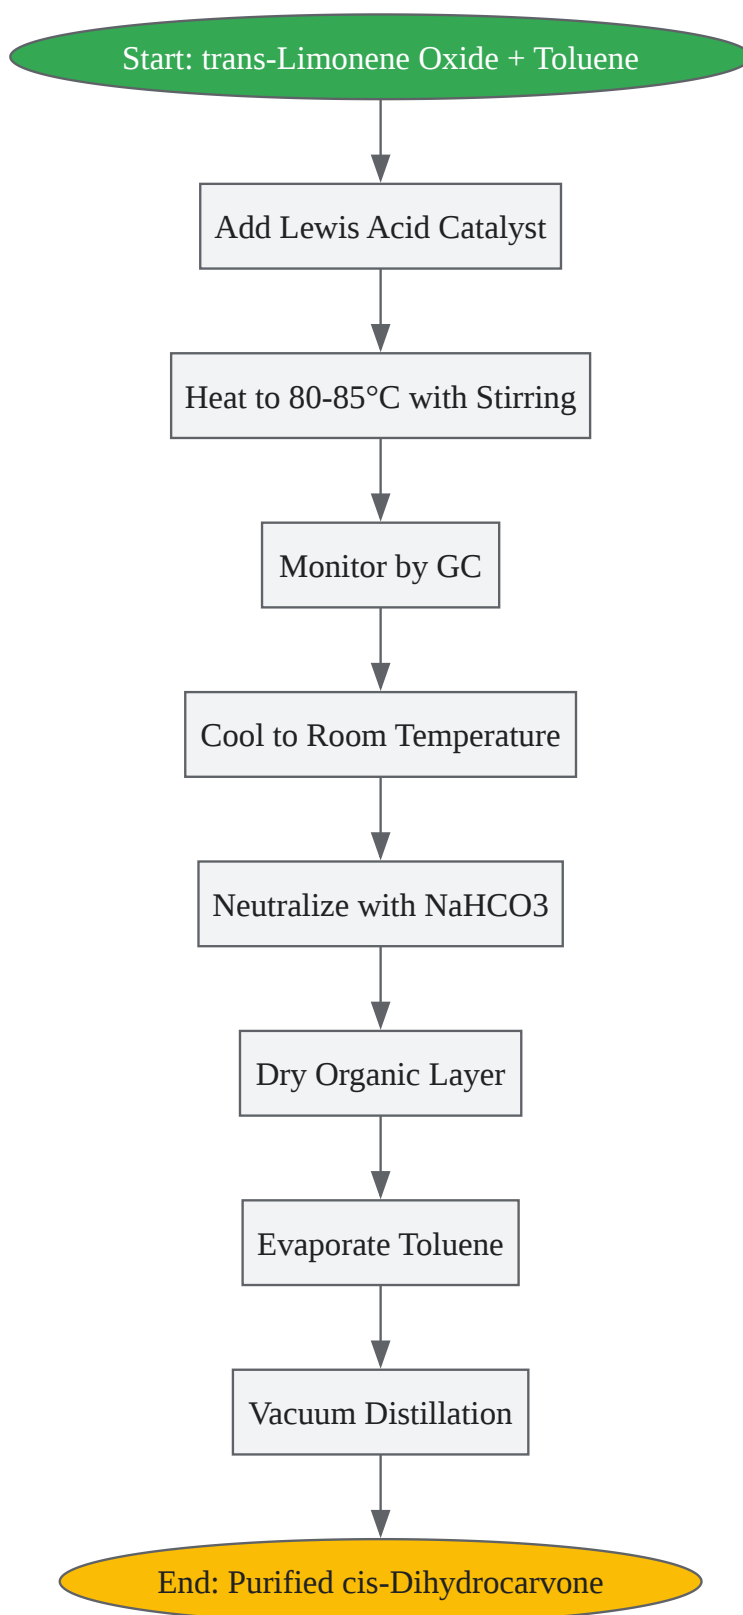 Start: trans-Limonene Oxide + Toluene
Add Lewis Acid Catalyst
Heat to 80-85°C with Stirring
Monitor by GC
Cool to Room Temperature
Neutralize with NaHCO3
Dry Organic Layer
Evaporate Toluene
Vacuum Distillation
End: Purified cis-Dihydrocarvone